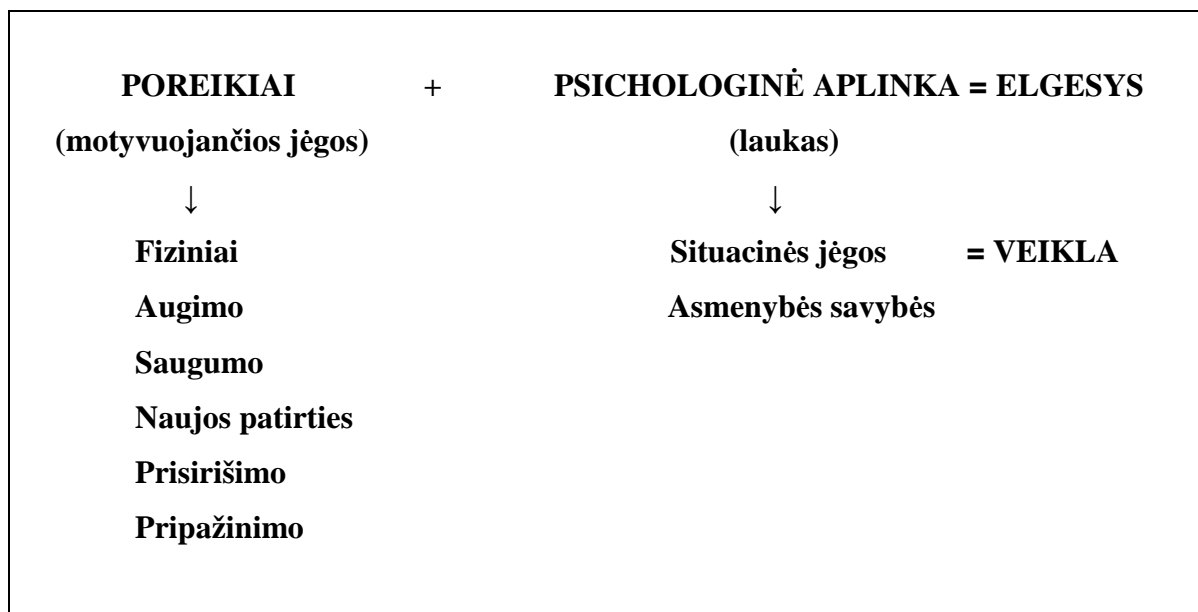 POREIKIAI + PSICHOLOGINĖ APLINKA = ELGESYS
(motyvuojančios jėgos) (laukas)
↓ ↓
Fiziniai Situacinės jėgos = VEIKLA
Augimo Asmenybės savybės
Saugumo
Naujos patirties
Prisirišimo
Pripažinimo